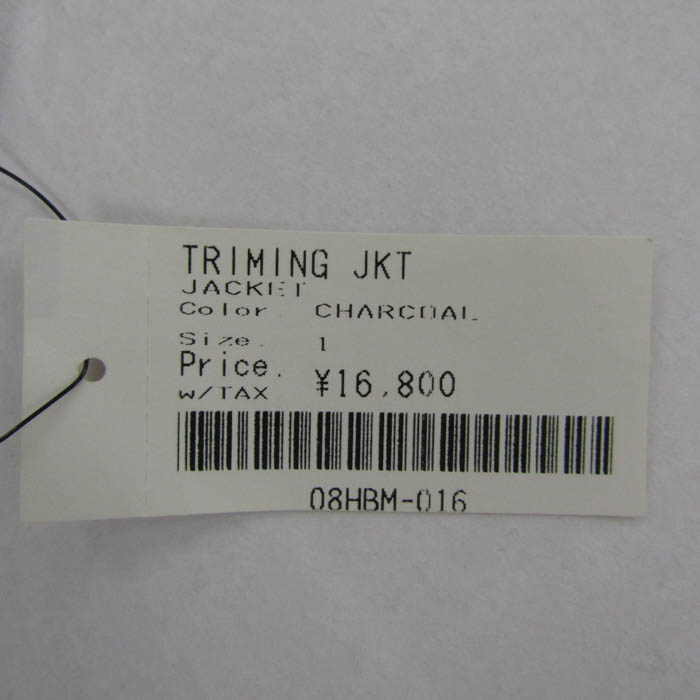 TRIMING JKT
JACKET
Color. CHARCOAL
Size. 1
Price.
w/TAX ¥16,800
08HBM-016